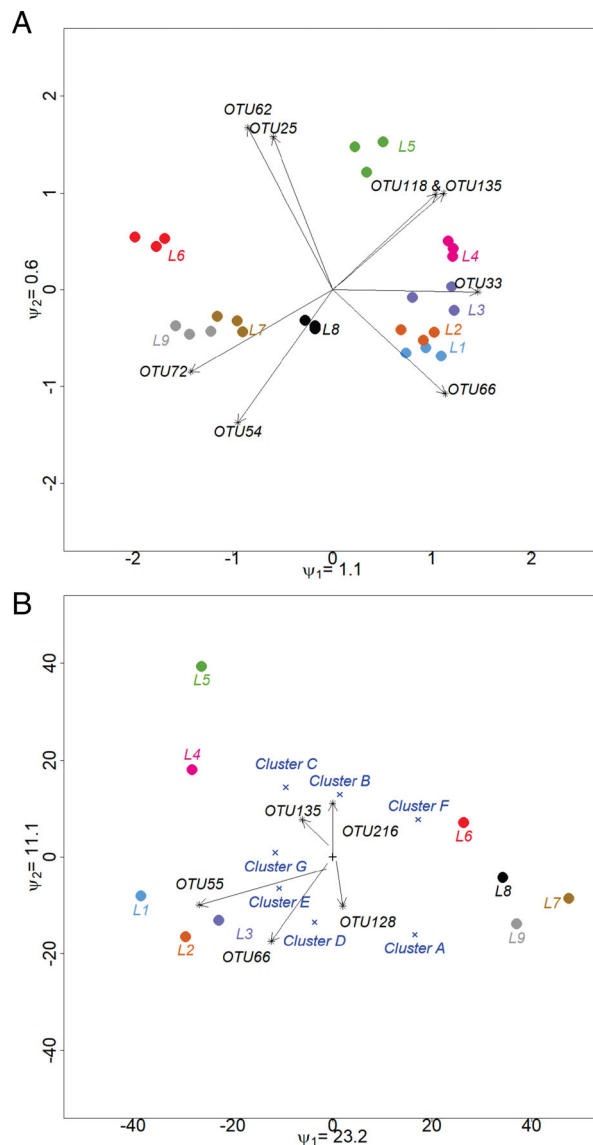 A
2
1
0
-1
-2
ψ2= 0.6
OTU62
OTU25
L5
OTU118 & OTU135
L6
L4
OTU33
L3
L9
L7
L8
L2
L1
OTU72
OTU66
OTU54
-2 -1 0 1 2
ψ1= 1.1
B
40
20
0
-20
-40
ψ2= 11.1
L5
L4
Cluster C
Cluster B
Cluster F
OTU135
OTU216
L6
Cluster G
OTU55
L8
Cluster E
L1
L7
OTU128
L3
L2
OTU66
Cluster D
Cluster A
L9
-40 -20 0 20 40
ψ1= 23.2